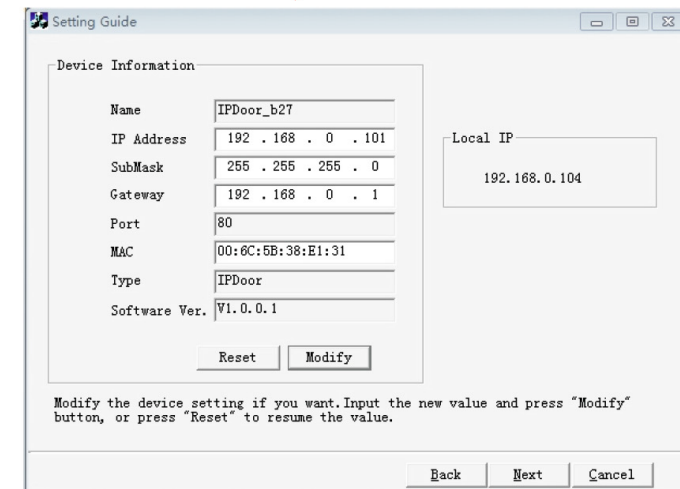 Setting Guide
Device Information
Name IPDoor_b27
IP Address 192 . 168 . 0 . 101
SubMask 255 . 255 . 255 . 0
Gateway 192 . 168 . 0 . 1
Port 80
MAC 00:6C:5B:38:E1:31
Type IPDoor
Software Ver. V1.0.0.1
Reset Modify
Local IP
192.168.0.104
Modify the device setting if you want.Input the new value and press "Modify"
button, or press "Reset" to resume the value.
Back Next Cancel